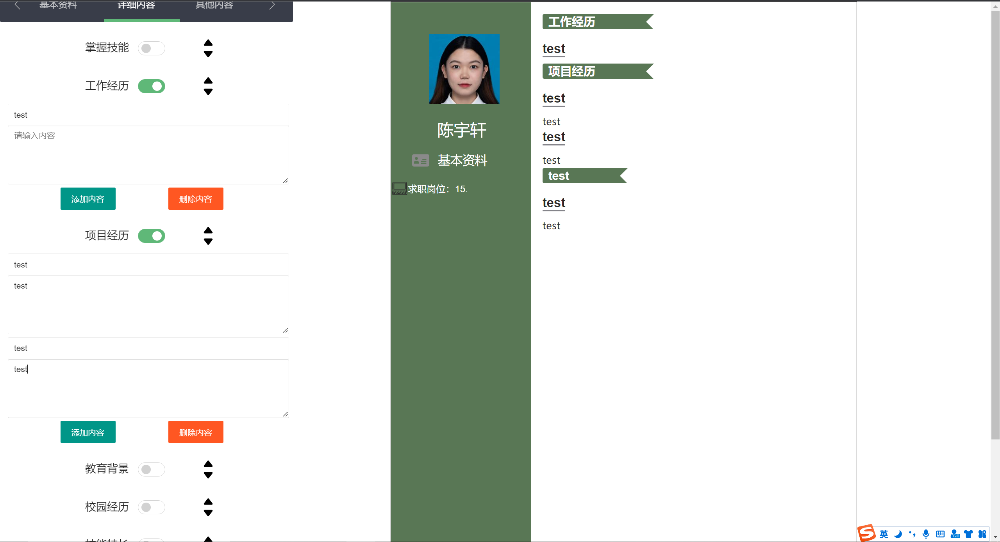 基本资料
详细内容
其他内容
掌握技能
工作经历
test
请输入内容
添加内容
删除内容
项目经历
test
test
test
test
添加内容
删除内容
教育背景
校园经历
陈宇轩
基本资料
求职岗位：15.
工作经历
test
项目经历
test
test
test
test
test
test
test
英